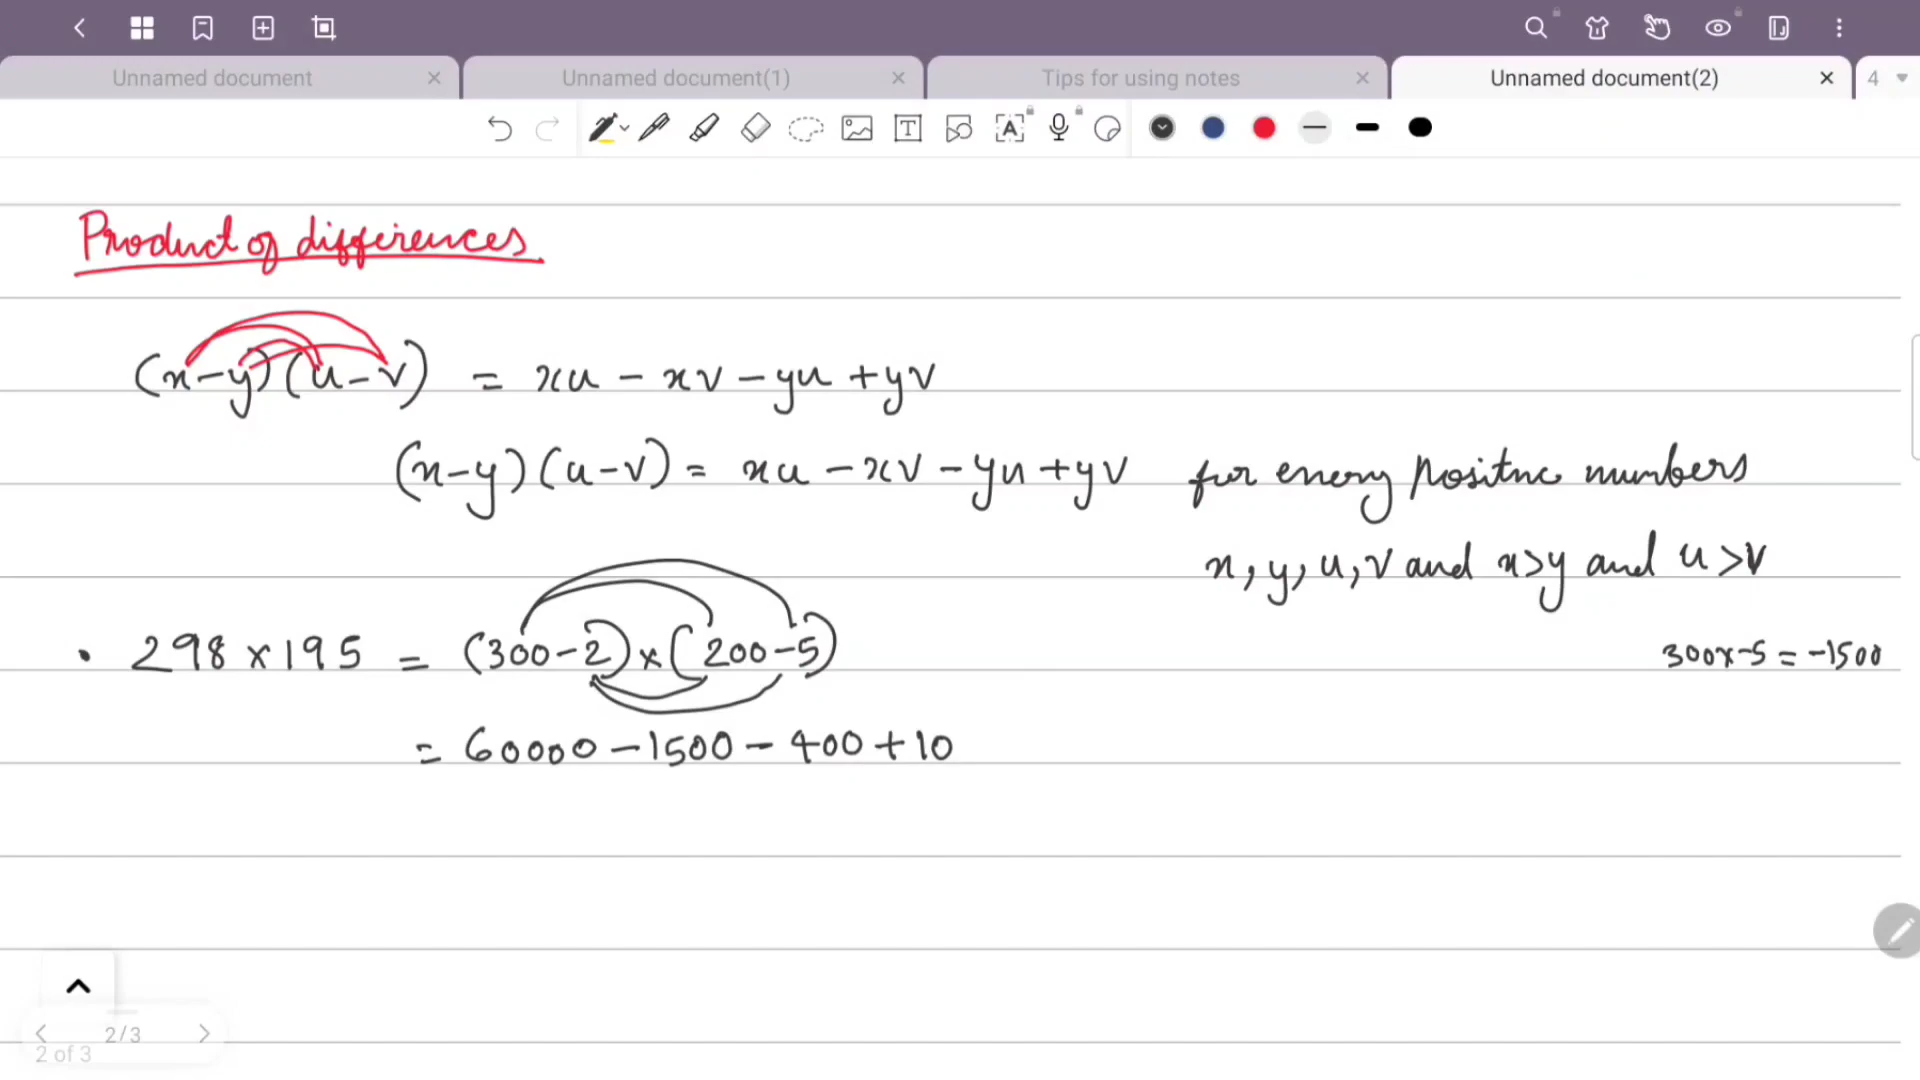 Unnamed document
Unnamed document(1)
Tips for using notes
Unnamed document(2)
4
Product of differences
(x-y)(u-v) = xu - xv - yu + yv
(x-y)(u-v) = xu - xv - yu + yv for every positive numbers
x, y, u, v and x>y and u>v
• 298 x 195 = (300-2) x (200-5)
300x-5 = -1500
= 60000 - 1500 - 400 + 10
2/3
2 of 3